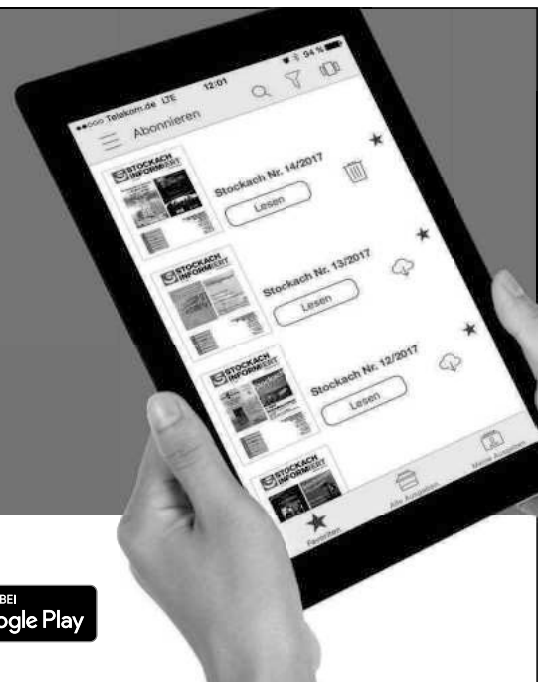 ●●○○○ Telekom.de LTE 12:01 94 %
Abonnieren
STOCKACH
INFORMIERT
Stockach Nr. 14/2017
Lesen
STOCKACH
INFORMIERT
Stockach Nr. 13/2017
Lesen
STOCKACH
INFORMIERT
Stockach Nr. 12/2017
Lesen
STOCKACH
INFORMIERT
Favoriten Alle Ausgaben Meine Ausgaben
BEI
ogle Play